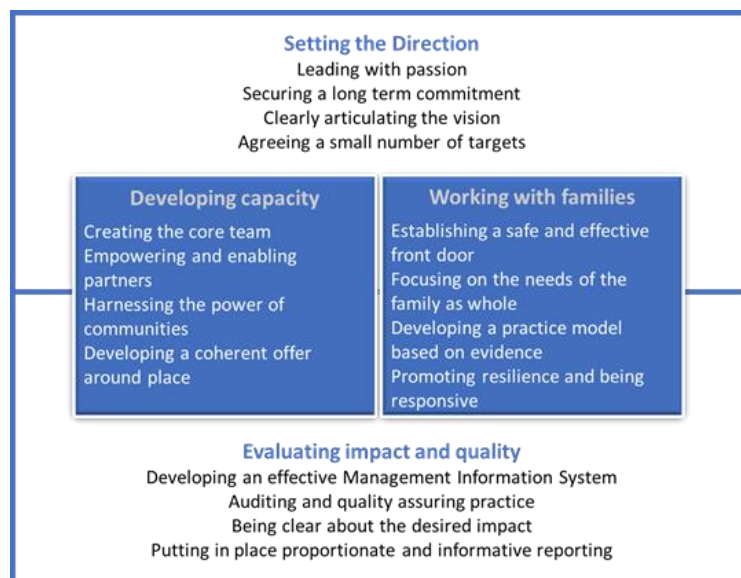 Setting the Direction
Leading with passion
Securing a long term commitment
Clearly articulating the vision
Agreeing a small number of targets
Developing capacity
Creating the core team
Empowering and enabling
partners
Harnessing the power of
communities
Developing a coherent offer
around place
Working with families
Establishing a safe and effective
front door
Focusing on the needs of the
family as whole
Developing a practice model
based on evidence
Promoting resilience and being
responsive
Evaluating impact and quality
Developing an effective Management Information System
Auditing and quality assuring practice
Being clear about the desired impact
Putting in place proportionate and informative reporting